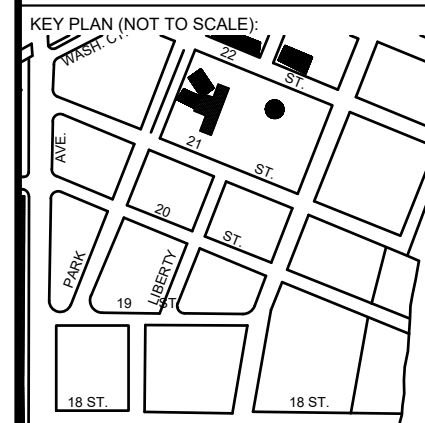 KEY PLAN (NOT TO SCALE):
WASH. CT.
22
ST.
AVE.
21
ST.
20
ST.
PARK
LIBERTY
19 ST
18 ST.
18 ST.